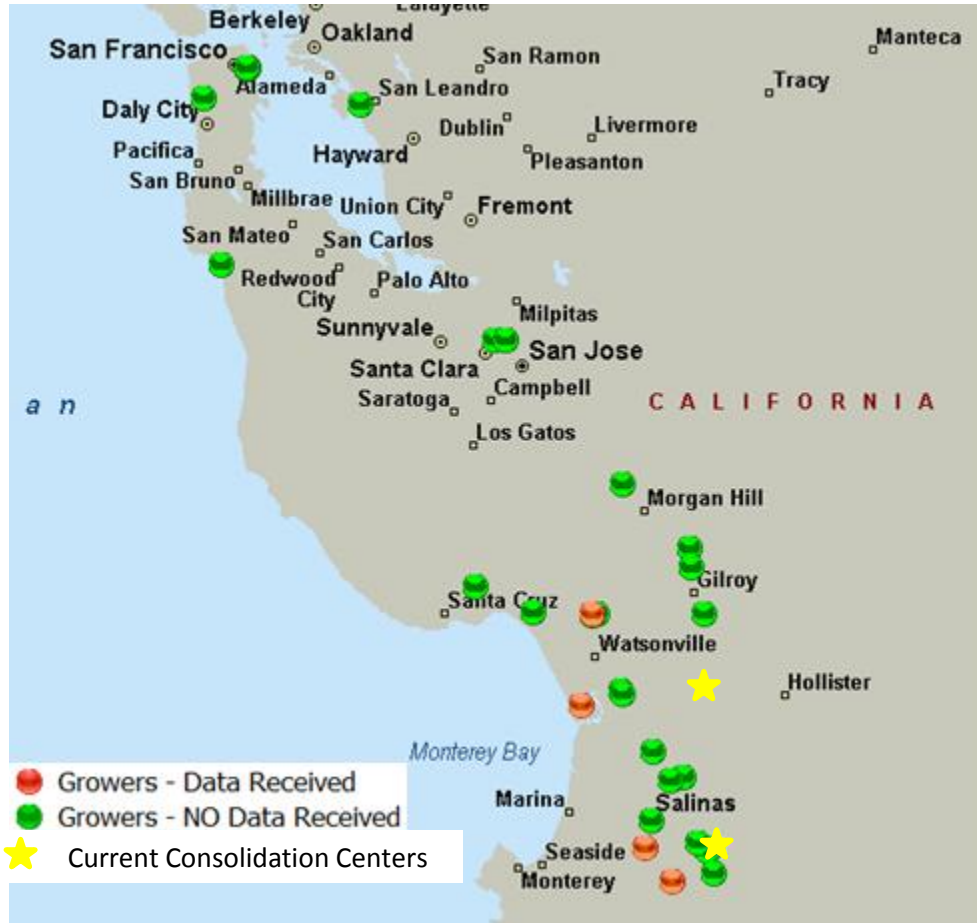 Lafayette
Berkeley
Oakland
San Francisco
Manteca
San Ramon
Alameda
San Leandro
Tracy
Daly City
Dublin
Livermore
Pacifica
Hayward
Pleasanton
San Bruno
Millbrae
Union City
Fremont
San Mateo
San Carlos
Redwood
City
Palo Alto
Milpitas
Sunnyvale
San Jose
Santa Clara
Campbell
Saratoga
a n
CALIFORNIA
Los Gatos
Morgan Hill
Gilroy
Santa Cruz
Watsonville
Hollister
Monterey Bay
Growers - Data Received
Marina
Salinas
Growers - NO Data Received
Seaside
Current Consolidation Centers
Monterey